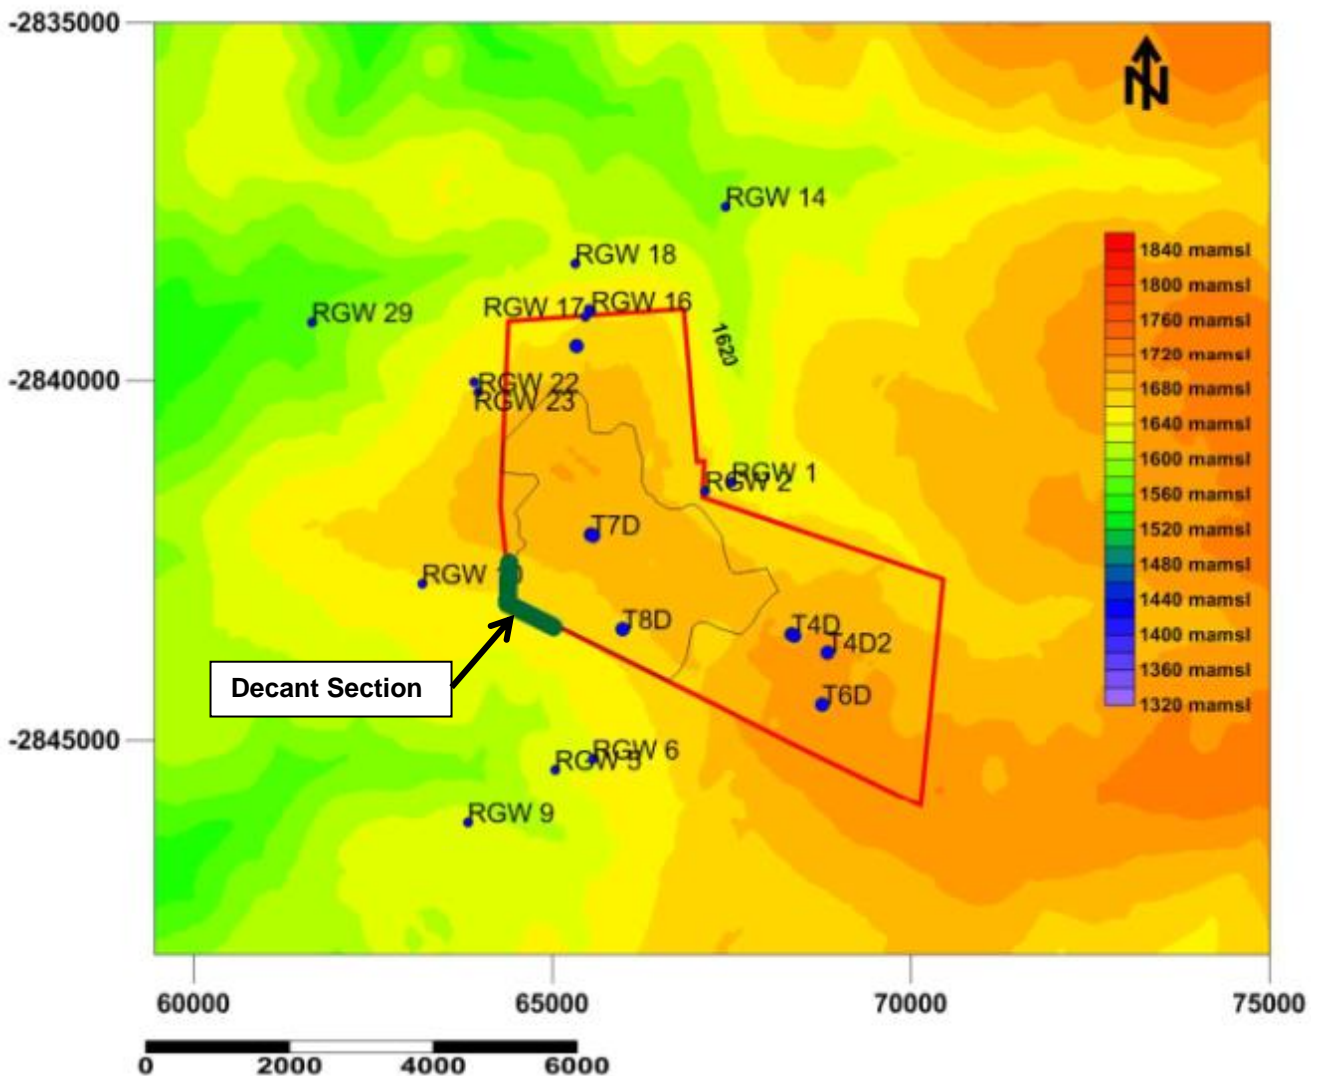 -2835000
N
RGW 14
RGW 18
1840 mamsl
1800 mamsl
RGW 17
RGW 16
RGW 29
1760 mamsl
1620
1720 mamsl
-2840000
RGW 22
RGW 23
1680 mamsl
1640 mamsl
1600 mamsl
RGW 1
RGW 2
1560 mamsl
T7D
1520 mamsl
1480 mamsl
RGW
1440 mamsl
T8D
T4D
T4D2
1400 mamsl
1360 mamsl
Decant Section
T6D
1320 mamsl
-2845000
RGW 6
RGW 5
RGW 9
60000
65000
70000
75000
0
2000
4000
6000